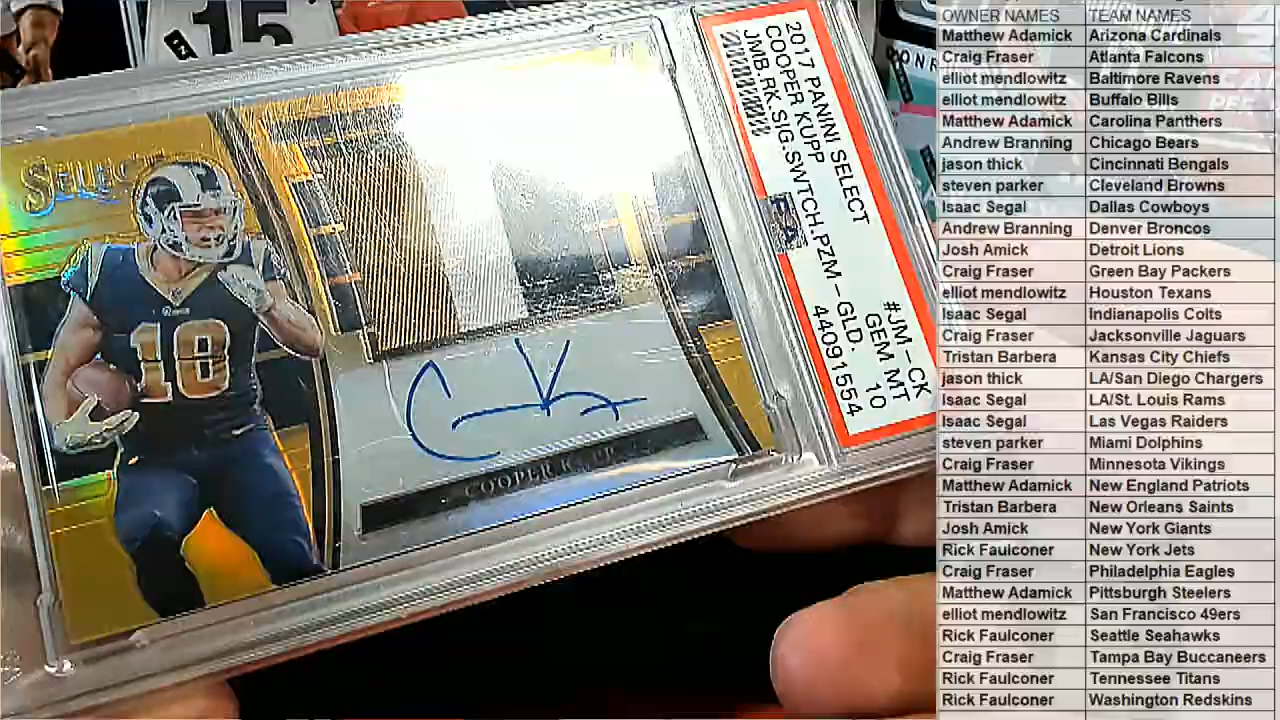 15
SELECT
18
COOPER KUPP
2017 PANINI SELECT
COOPER KUPP
JMB.RK.SIG.SWTCH.PZM-GLD.
#JM-CK
GEM MT
10
44091554
PSA
OWNER NAMES TEAM NAMES
Matthew Adamick Arizona Cardinals
Craig Fraser Atlanta Falcons
elliot mendlowitz Baltimore Ravens
elliot mendlowitz Buffalo Bills
Matthew Adamick Carolina Panthers
Andrew Branning Chicago Bears
jason thick Cincinnati Bengals
steven parker Cleveland Browns
Isaac Segal Dallas Cowboys
Andrew Branning Denver Broncos
Josh Amick Detroit Lions
Craig Fraser Green Bay Packers
elliot mendlowitz Houston Texans
Isaac Segal Indianapolis Colts
Craig Fraser Jacksonville Jaguars
Tristan Barbera Kansas City Chiefs
jason thick LA/San Diego Chargers
Isaac Segal LA/St. Louis Rams
Isaac Segal Las Vegas Raiders
steven parker Miami Dolphins
Craig Fraser Minnesota Vikings
Matthew Adamick New England Patriots
Tristan Barbera New Orleans Saints
Josh Amick New York Giants
Rick Faulconer New York Jets
Craig Fraser Philadelphia Eagles
Matthew Adamick Pittsburgh Steelers
elliot mendlowitz San Francisco 49ers
Rick Faulconer Seattle Seahawks
Craig Fraser Tampa Bay Buccaneers
Rick Faulconer Tennessee Titans
Rick Faulconer Washington Redskins